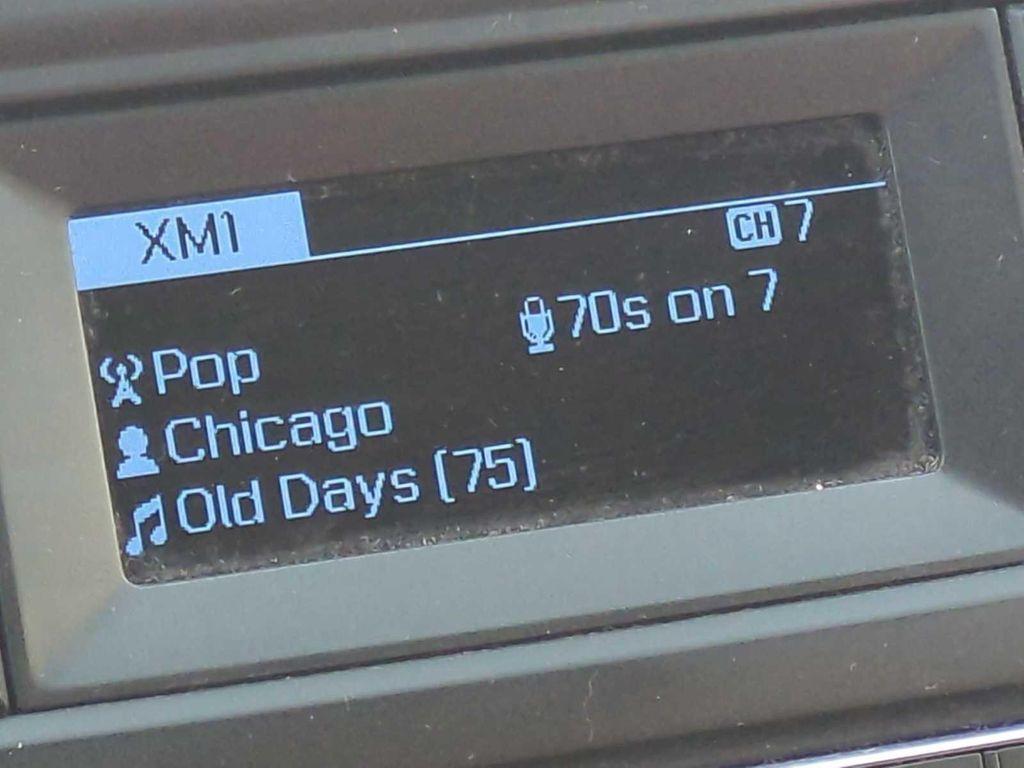 XM1
CH 7
70s on 7
Pop
Chicago
Old Days [75]